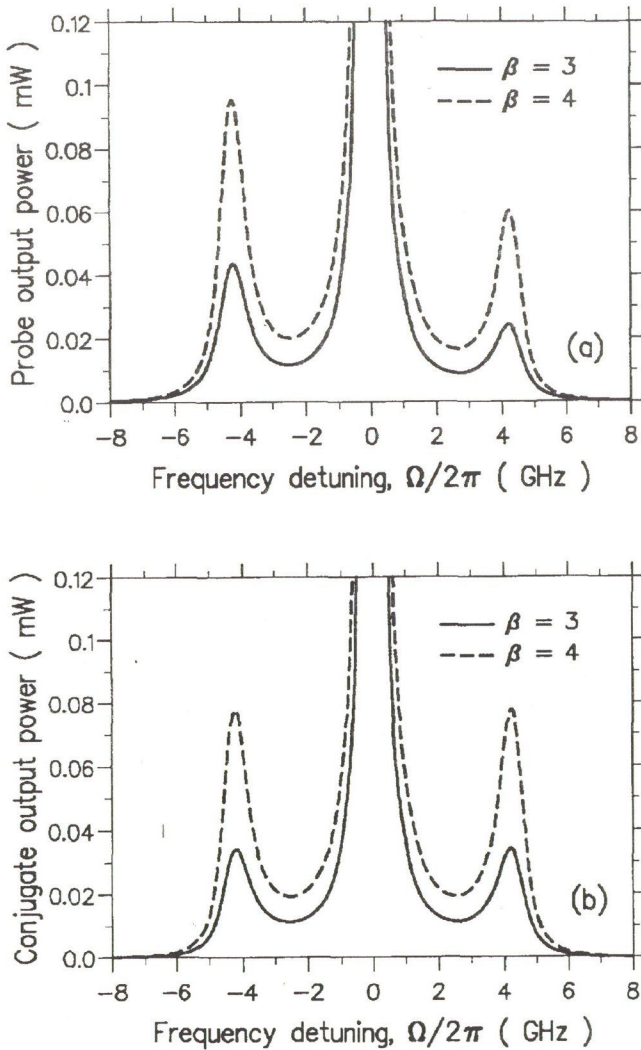 0.12
0.1
0.08
0.06
0.04
0.02
0.0
Probe output power ( mW )
β = 3
β = 4
(a)
−8 −6 −4 −2 0 2 4 6 8
Frequency detuning, Ω/2π ( GHz )
0.12
0.1
0.08
0.06
0.04
0.02
0.0
Conjugate output power ( mW )
β = 3
β = 4
(b)
−8 −6 −4 −2 0 2 4 6 8
Frequency detuning, Ω/2π ( GHz )